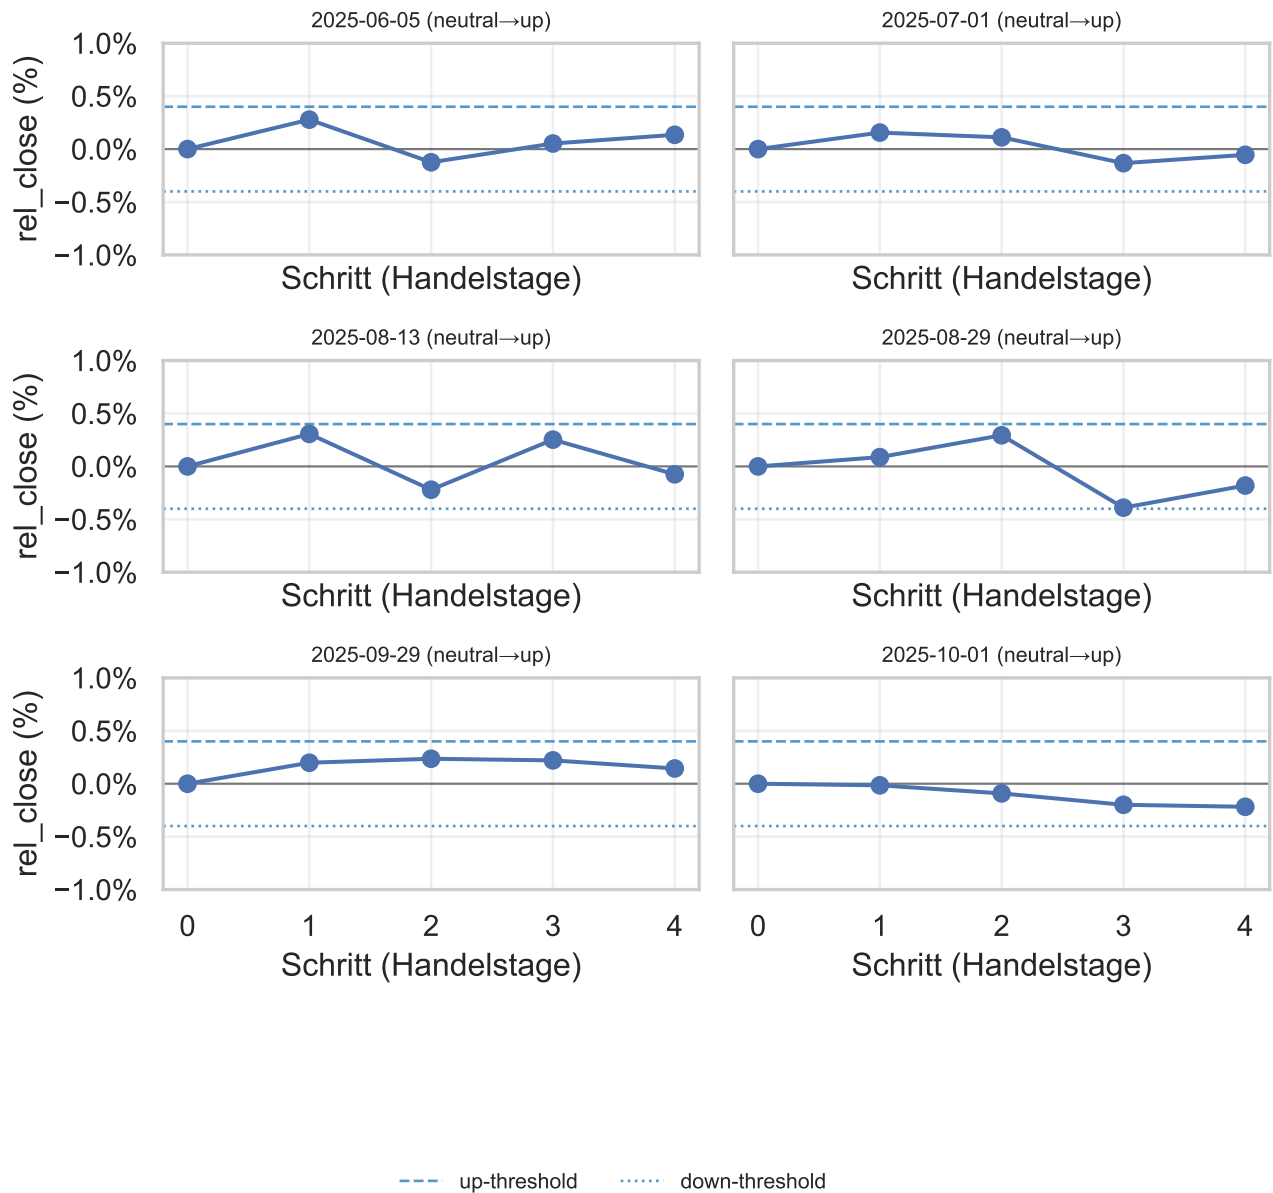 2025-06-05 (neutral→up)
2025-07-01 (neutral→up)
rel_close (%)
1.0%
0.5%
0.0%
−0.5%
−1.0%
Schritt (Handelstage)
Schritt (Handelstage)
2025-08-13 (neutral→up)
2025-08-29 (neutral→up)
rel_close (%)
1.0%
0.5%
0.0%
−0.5%
−1.0%
Schritt (Handelstage)
Schritt (Handelstage)
2025-09-29 (neutral→up)
2025-10-01 (neutral→up)
rel_close (%)
1.0%
0.5%
0.0%
−0.5%
−1.0%
0 1 2 3 4
0 1 2 3 4
Schritt (Handelstage)
Schritt (Handelstage)
up-threshold
down-threshold